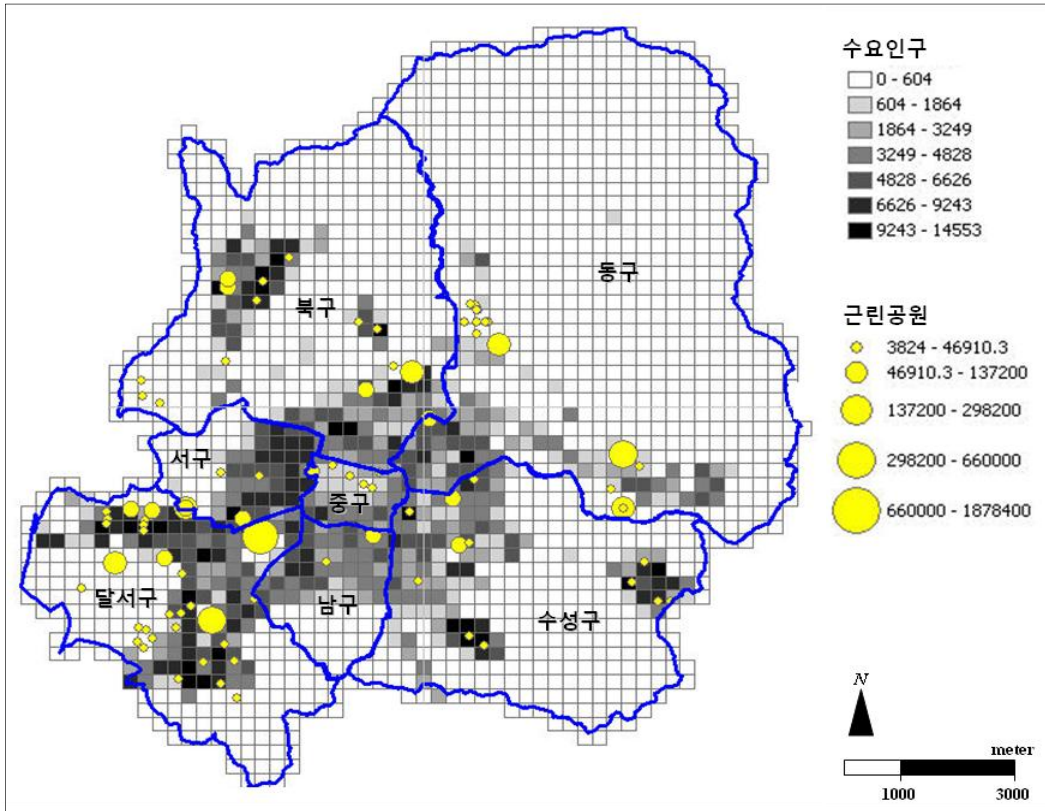 수요인구
0 - 604
604 - 1864
1864 - 3249
3249 - 4828
4828 - 6626
6626 - 9243
9243 - 14553
동구
북구
근린공원
3824 - 46910.3
46910.3 - 137200
137200 - 298200
298200 - 660000
660000 - 1878400
서구
중구
달서구
남구
수성구
N
meter
1000 3000